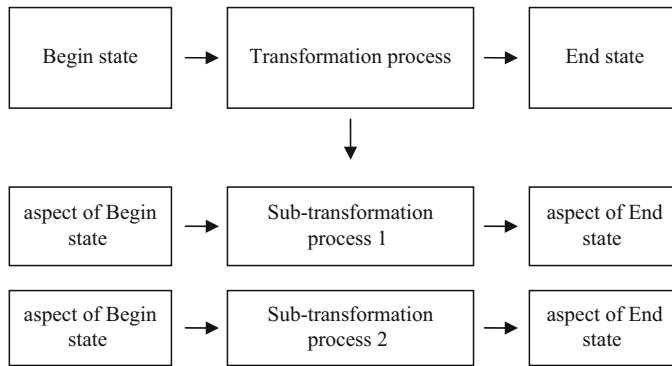 Begin state
Transformation process
End state
aspect of Begin
state
Sub-transformation
process 1
aspect of End
state
aspect of Begin
state
Sub-transformation
process 2
aspect of End
state